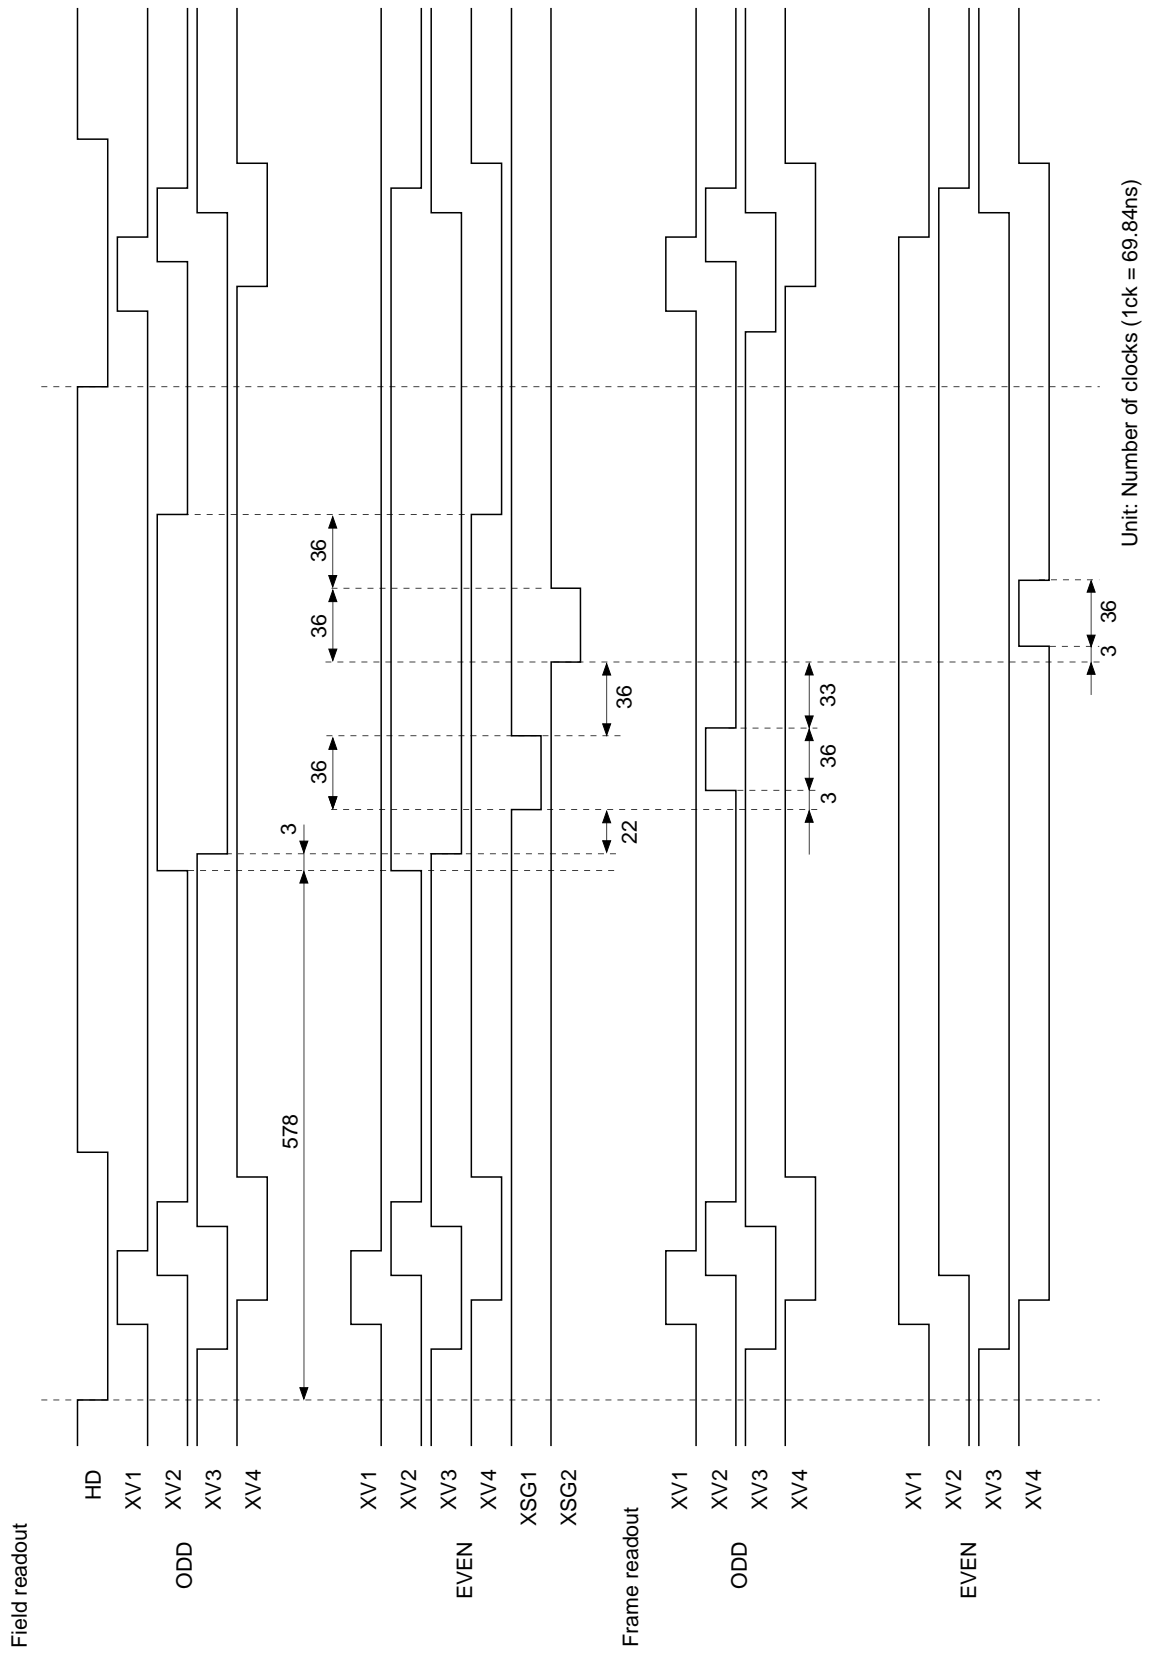 Field readout
HD
XV1
XV2
XV3
XV4
ODD
578
3
36
36
36
XV1
XV2
XV3
XV4
XSG1
XSG2
EVEN
22
36
Frame readout
XV1
XV2
XV3
XV4
ODD
3
36
33
XV1
XV2
XV3
XV4
EVEN
3
36
Unit: Number of clocks (1ck = 69.84ns)